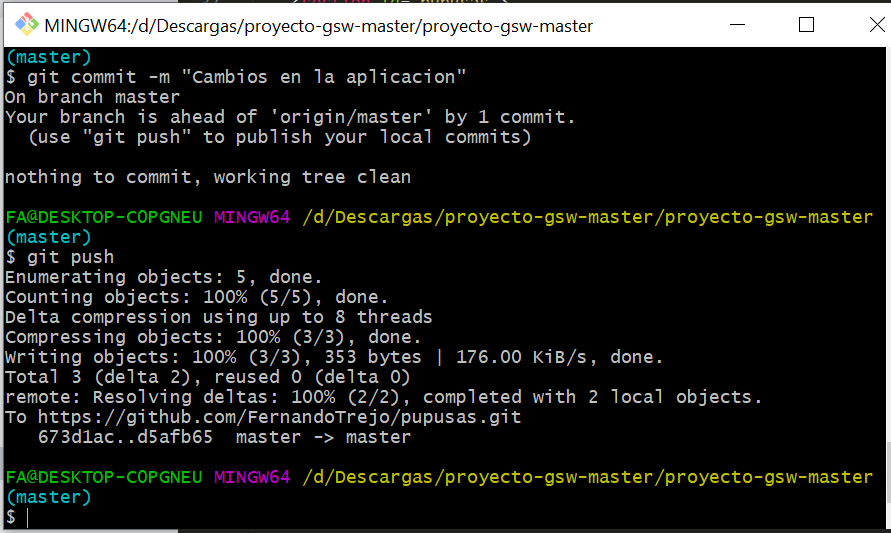 MINGW64:/d/Descargas/proyecto-gsw-master/proyecto-gsw-master
(master)
$ git commit -m "Cambios en la aplicacion"
On branch master
Your branch is ahead of 'origin/master' by 1 commit.
  (use "git push" to publish your local commits)
nothing to commit, working tree clean
FA@DESKTOP-C0PGNEU MINGW64 /d/Descargas/proyecto-gsw-master/proyecto-gsw-master
(master)
$ git push
Enumerating objects: 5, done.
Counting objects: 100% (5/5), done.
Delta compression using up to 8 threads
Compressing objects: 100% (3/3), done.
Writing objects: 100% (3/3), 353 bytes | 176.00 KiB/s, done.
Total 3 (delta 2), reused 0 (delta 0)
remote: Resolving deltas: 100% (2/2), completed with 2 local objects.
To https://github.com/FernandoTrejo/pupusas.git
   673d1ac..d5afb65  master -> master
FA@DESKTOP-C0PGNEU MINGW64 /d/Descargas/proyecto-gsw-master/proyecto-gsw-master
(master)
$